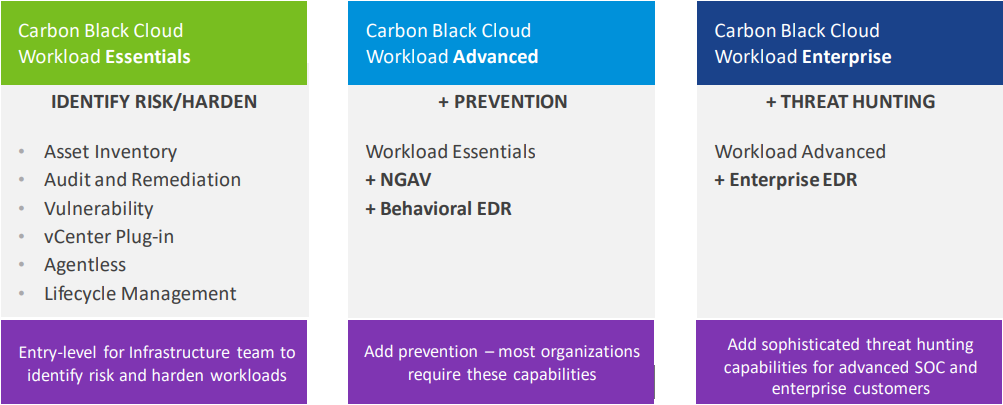 Carbon Black Cloud
Workload Essentials
IDENTIFY RISK/HARDEN
• Asset Inventory
• Audit and Remediation
• Vulnerability
• vCenter Plug-in
• Agentless
• Lifecycle Management
Entry-level for Infrastructure team to
identify risk and harden workloads
Carbon Black Cloud
Workload Advanced
+ PREVENTION
Workload Essentials
+ NGAV
+ Behavioral EDR
Add prevention – most organizations
require these capabilities
Carbon Black Cloud
Workload Enterprise
+ THREAT HUNTING
Workload Advanced
+ Enterprise EDR
Add sophisticated threat hunting
capabilities for advanced SOC and
enterprise customers